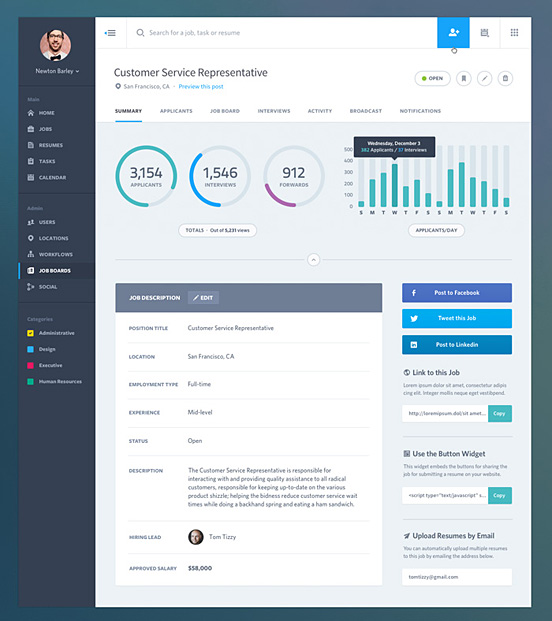 Newton Barley
Main
HOME
JOBS
RESUMES
TASKS
CALENDAR
Admin
USERS
LOCATIONS
WORKFLOWS
JOB BOARDS
SOCIAL
Categories
Administrative
Design
Executive
Human Resources
Search for a job, task or resume
Customer Service Representative
San Francisco, CA · Preview this post
OPEN
SUMMARY APPLICANTS JOB BOARD INTERVIEWS ACTIVITY BROADCAST NOTIFICATIONS
3,154
APPLICANTS
1,546
INTERVIEWS
912
FORWARDS
TOTALS · Out of 5,231 views
Wednesday, December 3
382 Applicants / 37 Interviews
500
400
300
200
100
0
S M T W T F S S M T W T F S
APPLICANTS/DAY
JOB DESCRIPTION EDIT
POSITION TITLE Customer Service Representative
LOCATION San Francisco, CA
EMPLOYMENT TYPE Full-time
EXPERIENCE Mid-level
STATUS Open
DESCRIPTION The Customer Service Representative is responsible for
interacting with and providing quality assistance to all radical
customers, responsible for keeping up-to-date on the various
product shizzle; helping the bidness reduce customer service wait
times while doing a backhand spring and eating a ham sandwich.
HIRING LEAD Tom Tizzy
APPROVED SALARY $58,000
Post to Facebook
Tweet this Job
Post to Linkedin
Link to this Job
Lorem ipsum dol sit amet, consectetur adipis
cing elit. Integer mollis neque eget vestibpend.
http://loremipsum.dol/sit amet... Copy
Use the Button Widget
This widget embeds the buttons for sharing the
job for submitting a resume on your website.
<script type="text/javascript" s... Copy
Upload Resumes by Email
You can automatically upload multiple resumes
to this job by emailing the address below.
tomtizzy@gmail.com